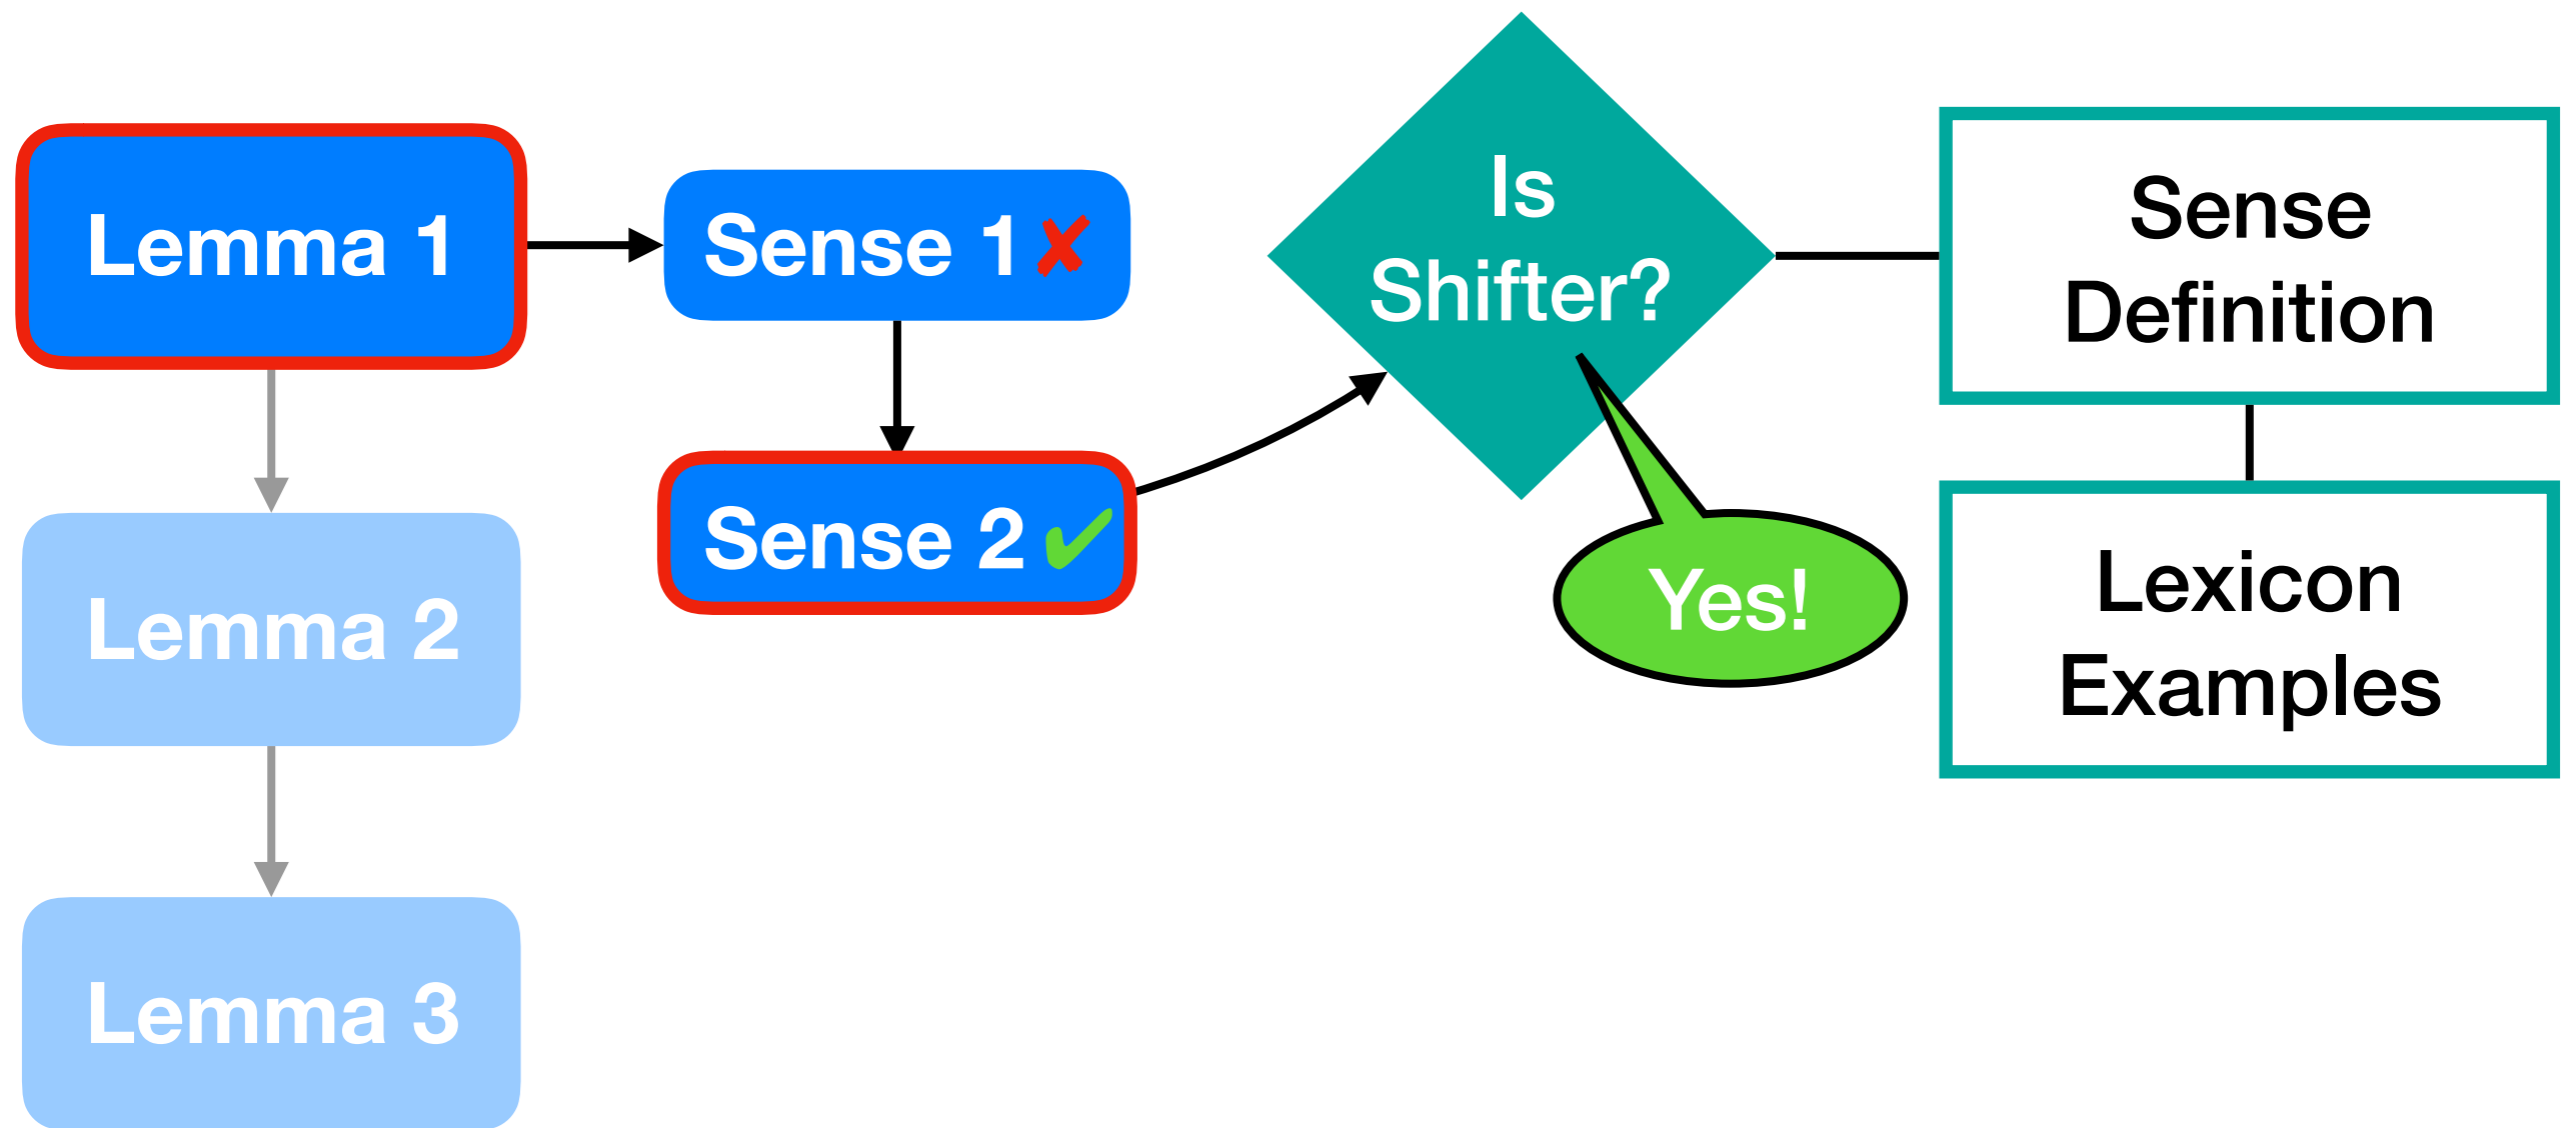 Lemma 1
Sense 1 ✘
Is
Shifter?
Sense
Definition
Sense 2 ✔
Yes!
Lexicon
Examples
Lemma 2
Lemma 3